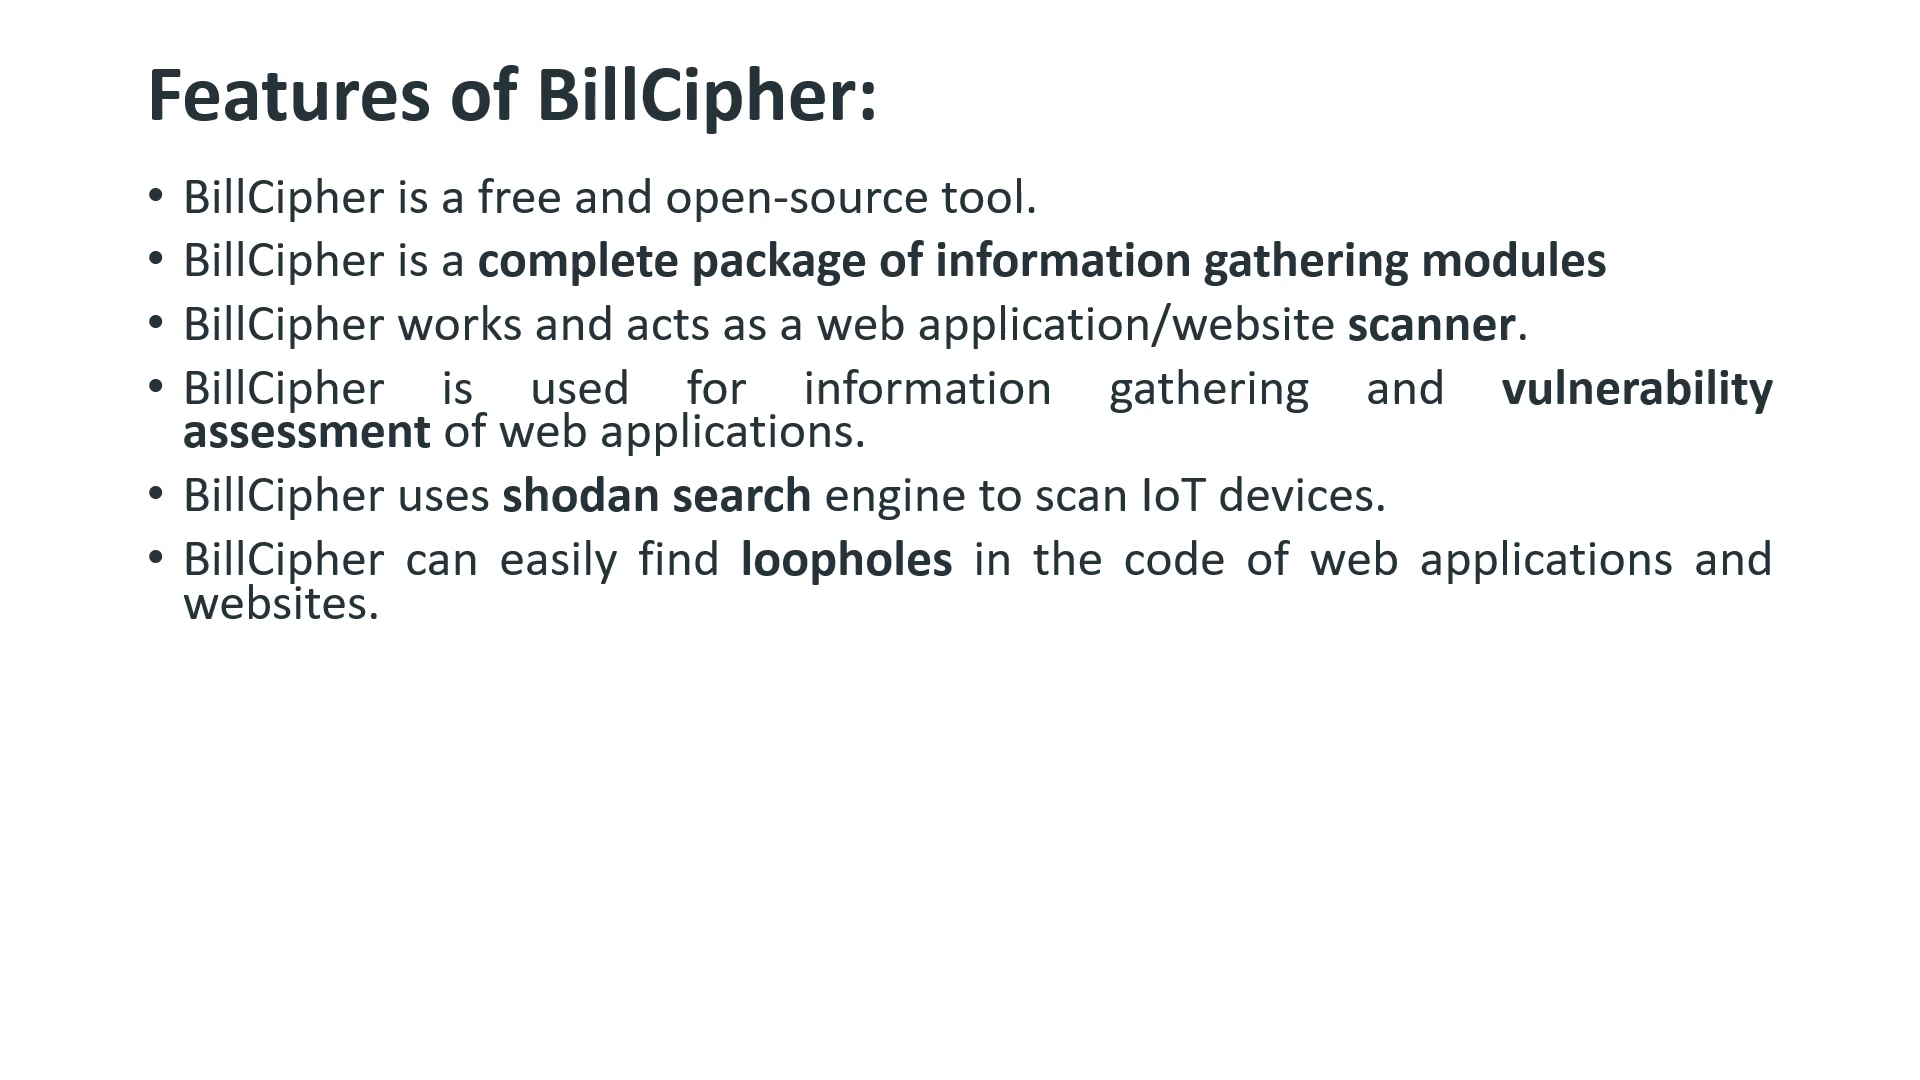 Features of BillCipher:
• BillCipher is a free and open-source tool.
• BillCipher is a complete package of information gathering modules
• BillCipher works and acts as a web application/website scanner.
• BillCipher is used for information gathering and vulnerability
assessment of web applications.
• BillCipher uses shodan search engine to scan IoT devices.
• BillCipher can easily find loopholes in the code of web applications and
websites.